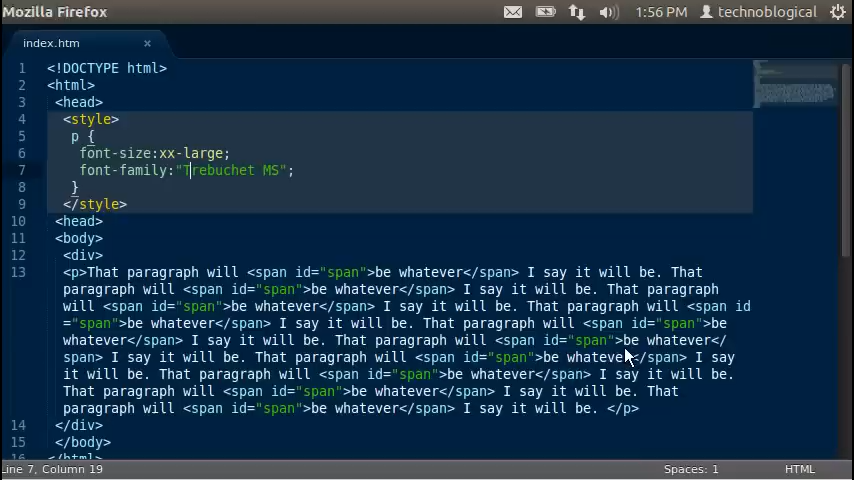 Mozilla Firefox 1:56 PM technoblogical
index.htm ×
1 <!DOCTYPE html>
2 <html>
3 <head>
4 <style>
5 p {
6 font-size:xx-large;
7 font-family:"Trebuchet MS";
8 }
9 </style>
10 <head>
11 <body>
12 <div>
13 <p>That paragraph will <span id="span">be whatever</span> I say it will be. That
paragraph will <span id="span">be whatever</span> I say it will be. That paragraph
will <span id="span">be whatever</span> I say it will be. That paragraph will <span id
="span">be whatever</span> I say it will be. That paragraph will <span id="span">be
whatever</span> I say it will be. That paragraph will <span id="span">be whatever</
span> I say it will be. That paragraph will <span id="span">be whatever</span> I say
it will be. That paragraph will <span id="span">be whatever</span> I say it will be.
That paragraph will <span id="span">be whatever</span> I say it will be. That
paragraph will <span id="span">be whatever</span> I say it will be. </p>
14 </div>
15 </body>
16 </html>
Line 7, Column 19 Spaces: 1 HTML